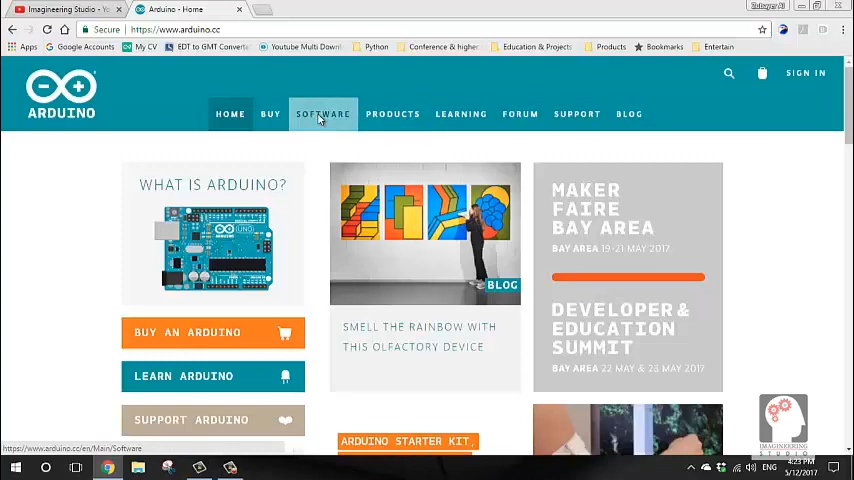 Imagineering Studio - Yo
Arduino - Home
Zubayer Al
Secure
https://www.arduino.cc
Apps
Google Accounts
My CV
EDT to GMT Converte
Youtube Multi Down
Python
Conference & higher
Education & Projects
Products
Bookmarks
Entertain
ARDUINO
HOME
BUY
SOFTWARE
PRODUCTS
LEARNING
FORUM
SUPPORT
BLOG
SIGN IN
WHAT IS ARDUINO?
UNO
BUY AN ARDUINO
LEARN ARDUINO
SUPPORT ARDUINO
BLOG
SMELL THE RAINBOW WITH
THIS OLFACTORY DEVICE
ARDUINO STARTER KIT,
MAKER
FAIRE
BAY AREA
BAY AREA 19-21 MAY 2017
DEVELOPER &
EDUCATION
SUMMIT
BAY AREA 22 MAY & 23 MAY 2017
IMAGINEERING
STUDIO
https://www.arduino.cc/en/Main/Software
ENG
4:23 PM
5/12/2017